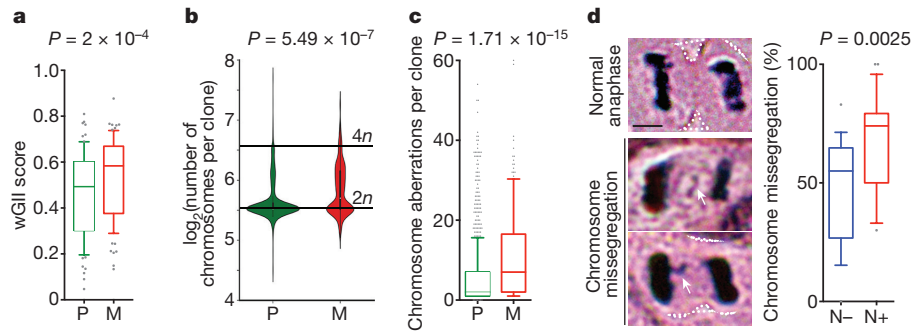 a
P = 2 × 10⁻⁴
wGII score
1.0
0.8
0.6
0.4
0.2
0
P M
b
P = 5.49 × 10⁻⁷
log₂(number of
chromosomes per clone)
8
7
6
5
4
4n
2n
P M
c
P = 1.71 × 10⁻¹⁵
Chromosome aberrations per clone
60
40
20
0
P M
d
Normal
anaphase
Chromosome
missegregation
P = 0.0025
Chromosome missegregation (%)
100
50
0
N− N+